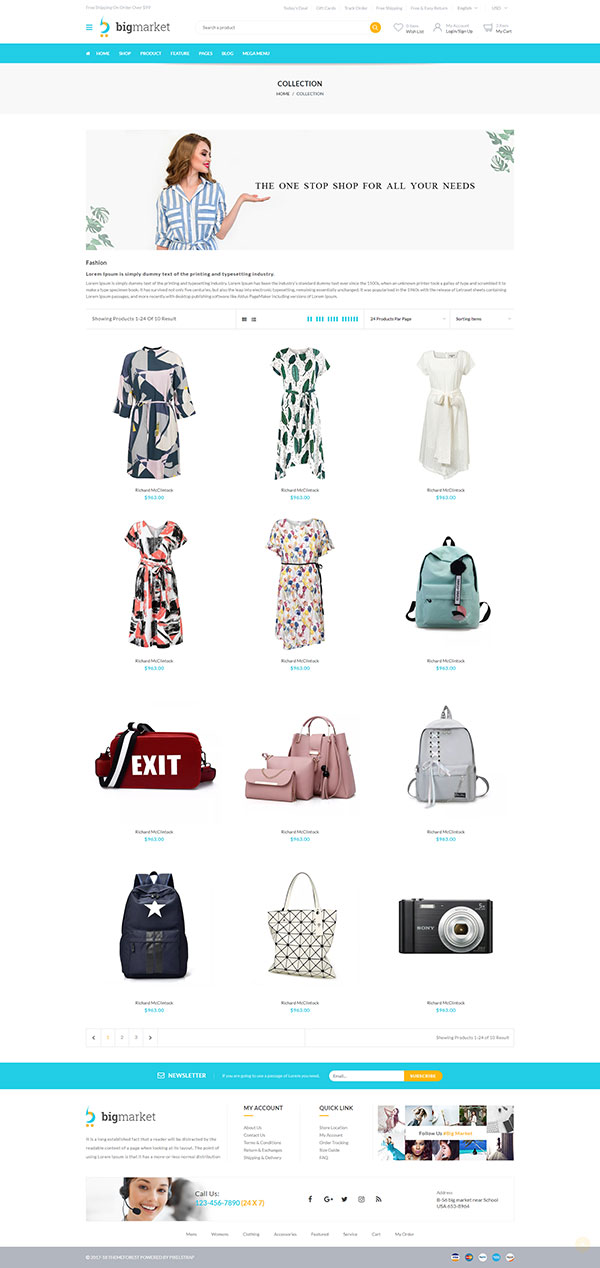 Free Shipping On Order Over $99
Today's Deal Gift Cards Track Order Free Shipping Free & Easy Return English USD
bigmarket
Search a product
0 item
Wish List
My Account
Login/Sign Up
My Cart
HOME SHOP PRODUCT FEATURE PAGES BLOG MEGA MENU
COLLECTION
HOME / COLLECTION
THE ONE STOP SHOP FOR ALL YOUR NEEDS
Fashion
Lorem Ipsum is simply dummy text of the printing and typesetting industry.
Lorem Ipsum is simply dummy text of the printing and typesetting industry. Lorem Ipsum has been the industry's standard dummy text ever since the 1500s, when an unknown printer took a galley of type and scrambled it
to make a type specimen book. It has survived not only five centuries, but also the leap into electronic typesetting, remaining essentially unchanged. It was popularised in the 1960s with the release of Letraset sheets containing
Lorem Ipsum passages, and more recently with desktop publishing software like Aldus PageMaker including versions of Lorem Ipsum.
Showing Products 1-24 Of 10 Result
24 Products Par Page
Sorting Items
Richard McClintock
$963.00
Richard McClintock
$963.00
Richard McClintock
$963.00
Richard McClintock
$963.00
Richard McClintock
$963.00
Richard McClintock
$963.00
EXIT
Richard McClintock
$963.00
Richard McClintock
$963.00
Richard McClintock
$963.00
Richard McClintock
$963.00
Richard McClintock
$963.00
SONY
5x
Richard McClintock
$963.00
1 2 3
Showing Products 1-24 of 10 Result
NEWSLETTER
If you are going to use a passage of Lorem you need.
Email...
SUBSCRIBE
bigmarket
It is a long established fact that a reader will be distracted by the
readable content of a page when looking at its layout. The point of
using Lorem Ipsum is that it has a more-or-less normal distribution
MY ACCOUNT
About Us
Contact Us
Terms & Conditions
Return & Exchanges
Shipping & Delivery
QUICK LINK
Store Location
My Account
Order Tracking
Size Guide
FAQ
Follow Us #Big Market
Call Us:
123-456-7890 (24 X 7)
Address
B-56 big market near School
USA 653-8964
Mens Womens Clothing Accessories Featured Service Cart My Order
© 2017-18 THEMEFOREST POWERED BY PIXELSTRAP